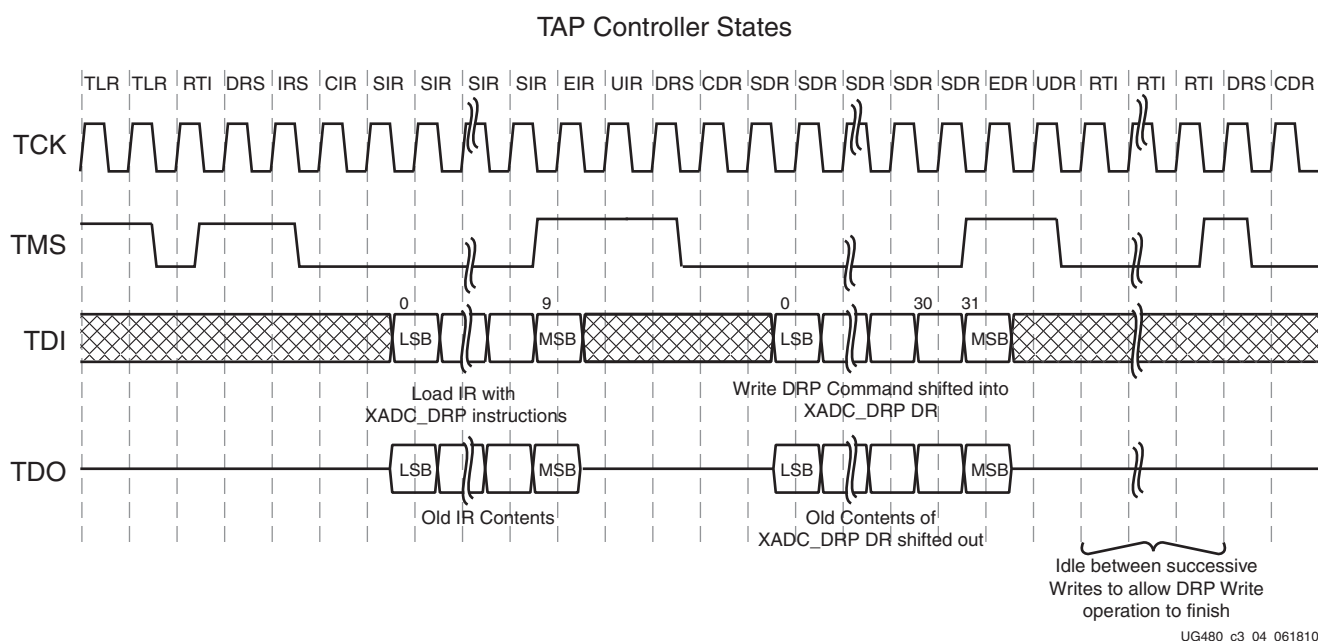 TAP Controller States
TLR TLR RTI DRS IRS CIR SIR SIR SIR SIR EIR UIR DRS CDR SDR SDR SDR SDR SDR EDR UDR RTI RTI RTI DRS CDR
TCK
TMS
0 9 0 30 31
TDI LSB MSB LSB MSB
Load IR with
XADC_DRP instructions
Write DRP Command shifted into
XADC_DRP DR
TDO LSB MSB LSB MSB
Old IR Contents
Old Contents of
XADC_DRP DR shifted out
Idle between successive
Writes to allow DRP Write
operation to finish
UG480_c3_04_061810